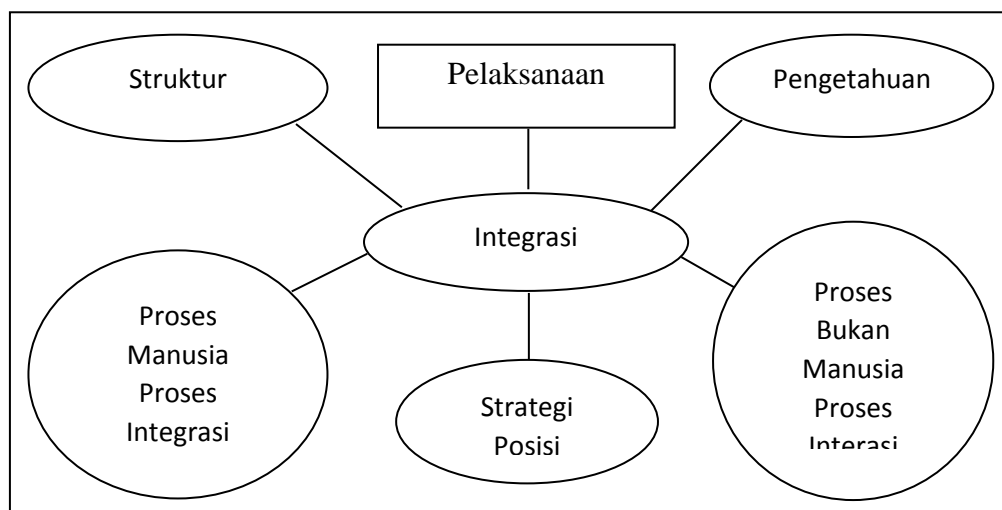 Struktur
Pelaksanaan
Pengetahuan
Integrasi
Proses
Manusia
Proses
Integrasi
Strategi
Posisi
Proses
Bukan
Manusia
Proses
Interasi